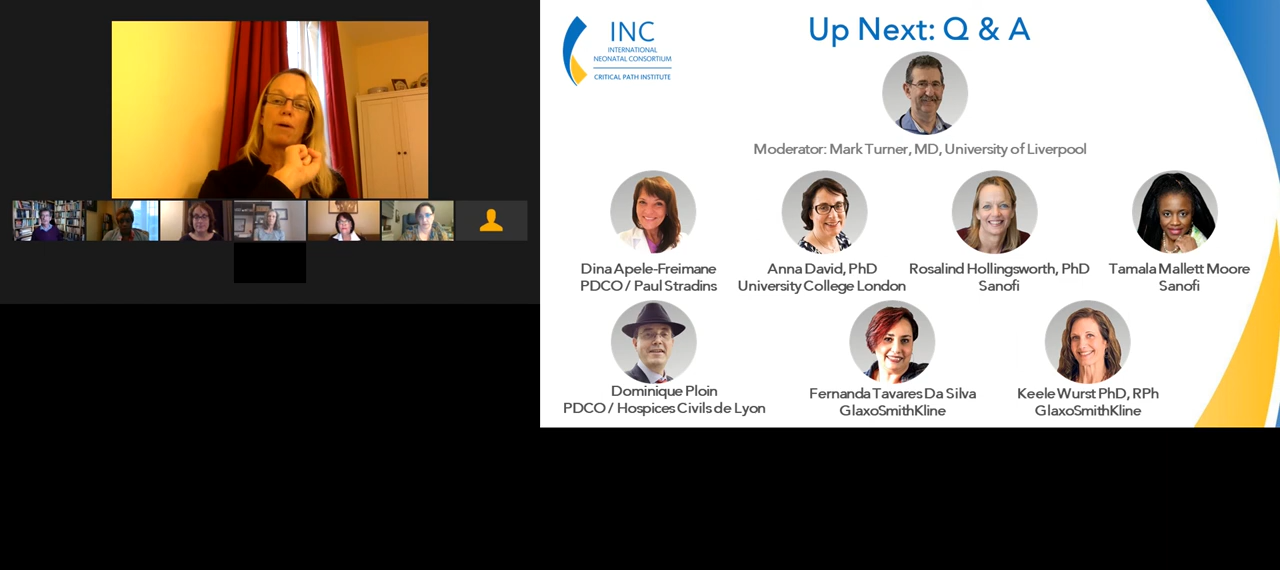 INC
INTERNATIONAL
NEONATAL CONSORTIUM
CRITICAL PATH INSTITUTE
Up Next: Q & A
Moderator: Mark Turner, MD, University of Liverpool
Dina Apele-Freimane
PDCO / Paul Stradins
Anna David, PhD
University College London
Rosalind Hollingsworth, PhD
Sanofi
Tamala Mallett Moore
Sanofi
Dominique Ploin
PDCO / Hospices Civils de Lyon
Fernanda Tavares Da Silva
GlaxoSmithKline
Keele Wurst PhD, RPh
GlaxoSmithKline